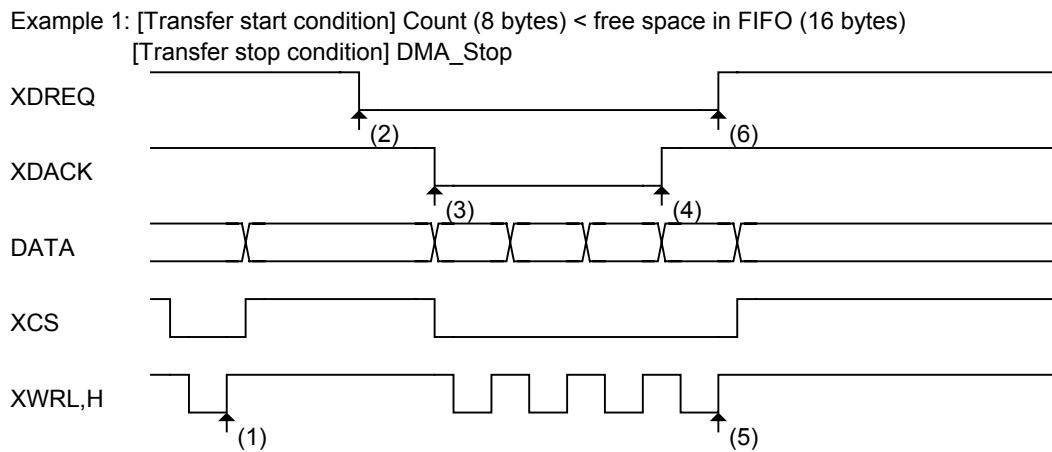 Example 1: [Transfer start condition] Count (8 bytes) < free space in FIFO (16 bytes)
[Transfer stop condition] DMA_Stop
XDREQ
(2)
(6)
XDACK
(3)
(4)
DATA
XCS
XWRL,H
(1)
(5)